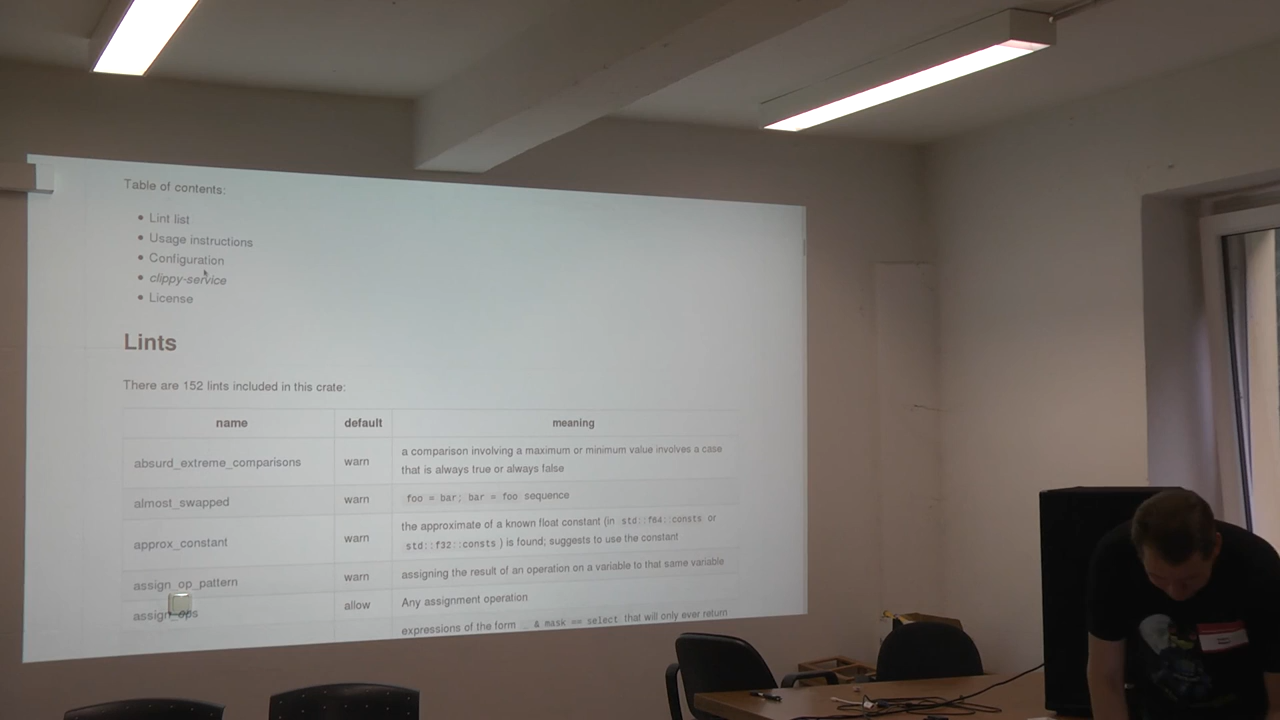 Table of contents:
Lint list
Usage instructions
Configuration
clippy-service
License
Lints
There are 152 lints included in this crate:
name default meaning
absurd_extreme_comparisons warn a comparison involving a maximum or minimum value involves a case
that is always true or always false
almost_swapped warn foo = bar; bar = foo sequence
approx_constant warn the approximate of a known float constant (in std::f64::consts or
std::f32::consts) is found; suggests to use the constant
assign_op_pattern warn assigning the result of an operation on a variable to that same variable
assign_ops allow Any assignment operation
expressions of the form _ & mask == select that will only ever return